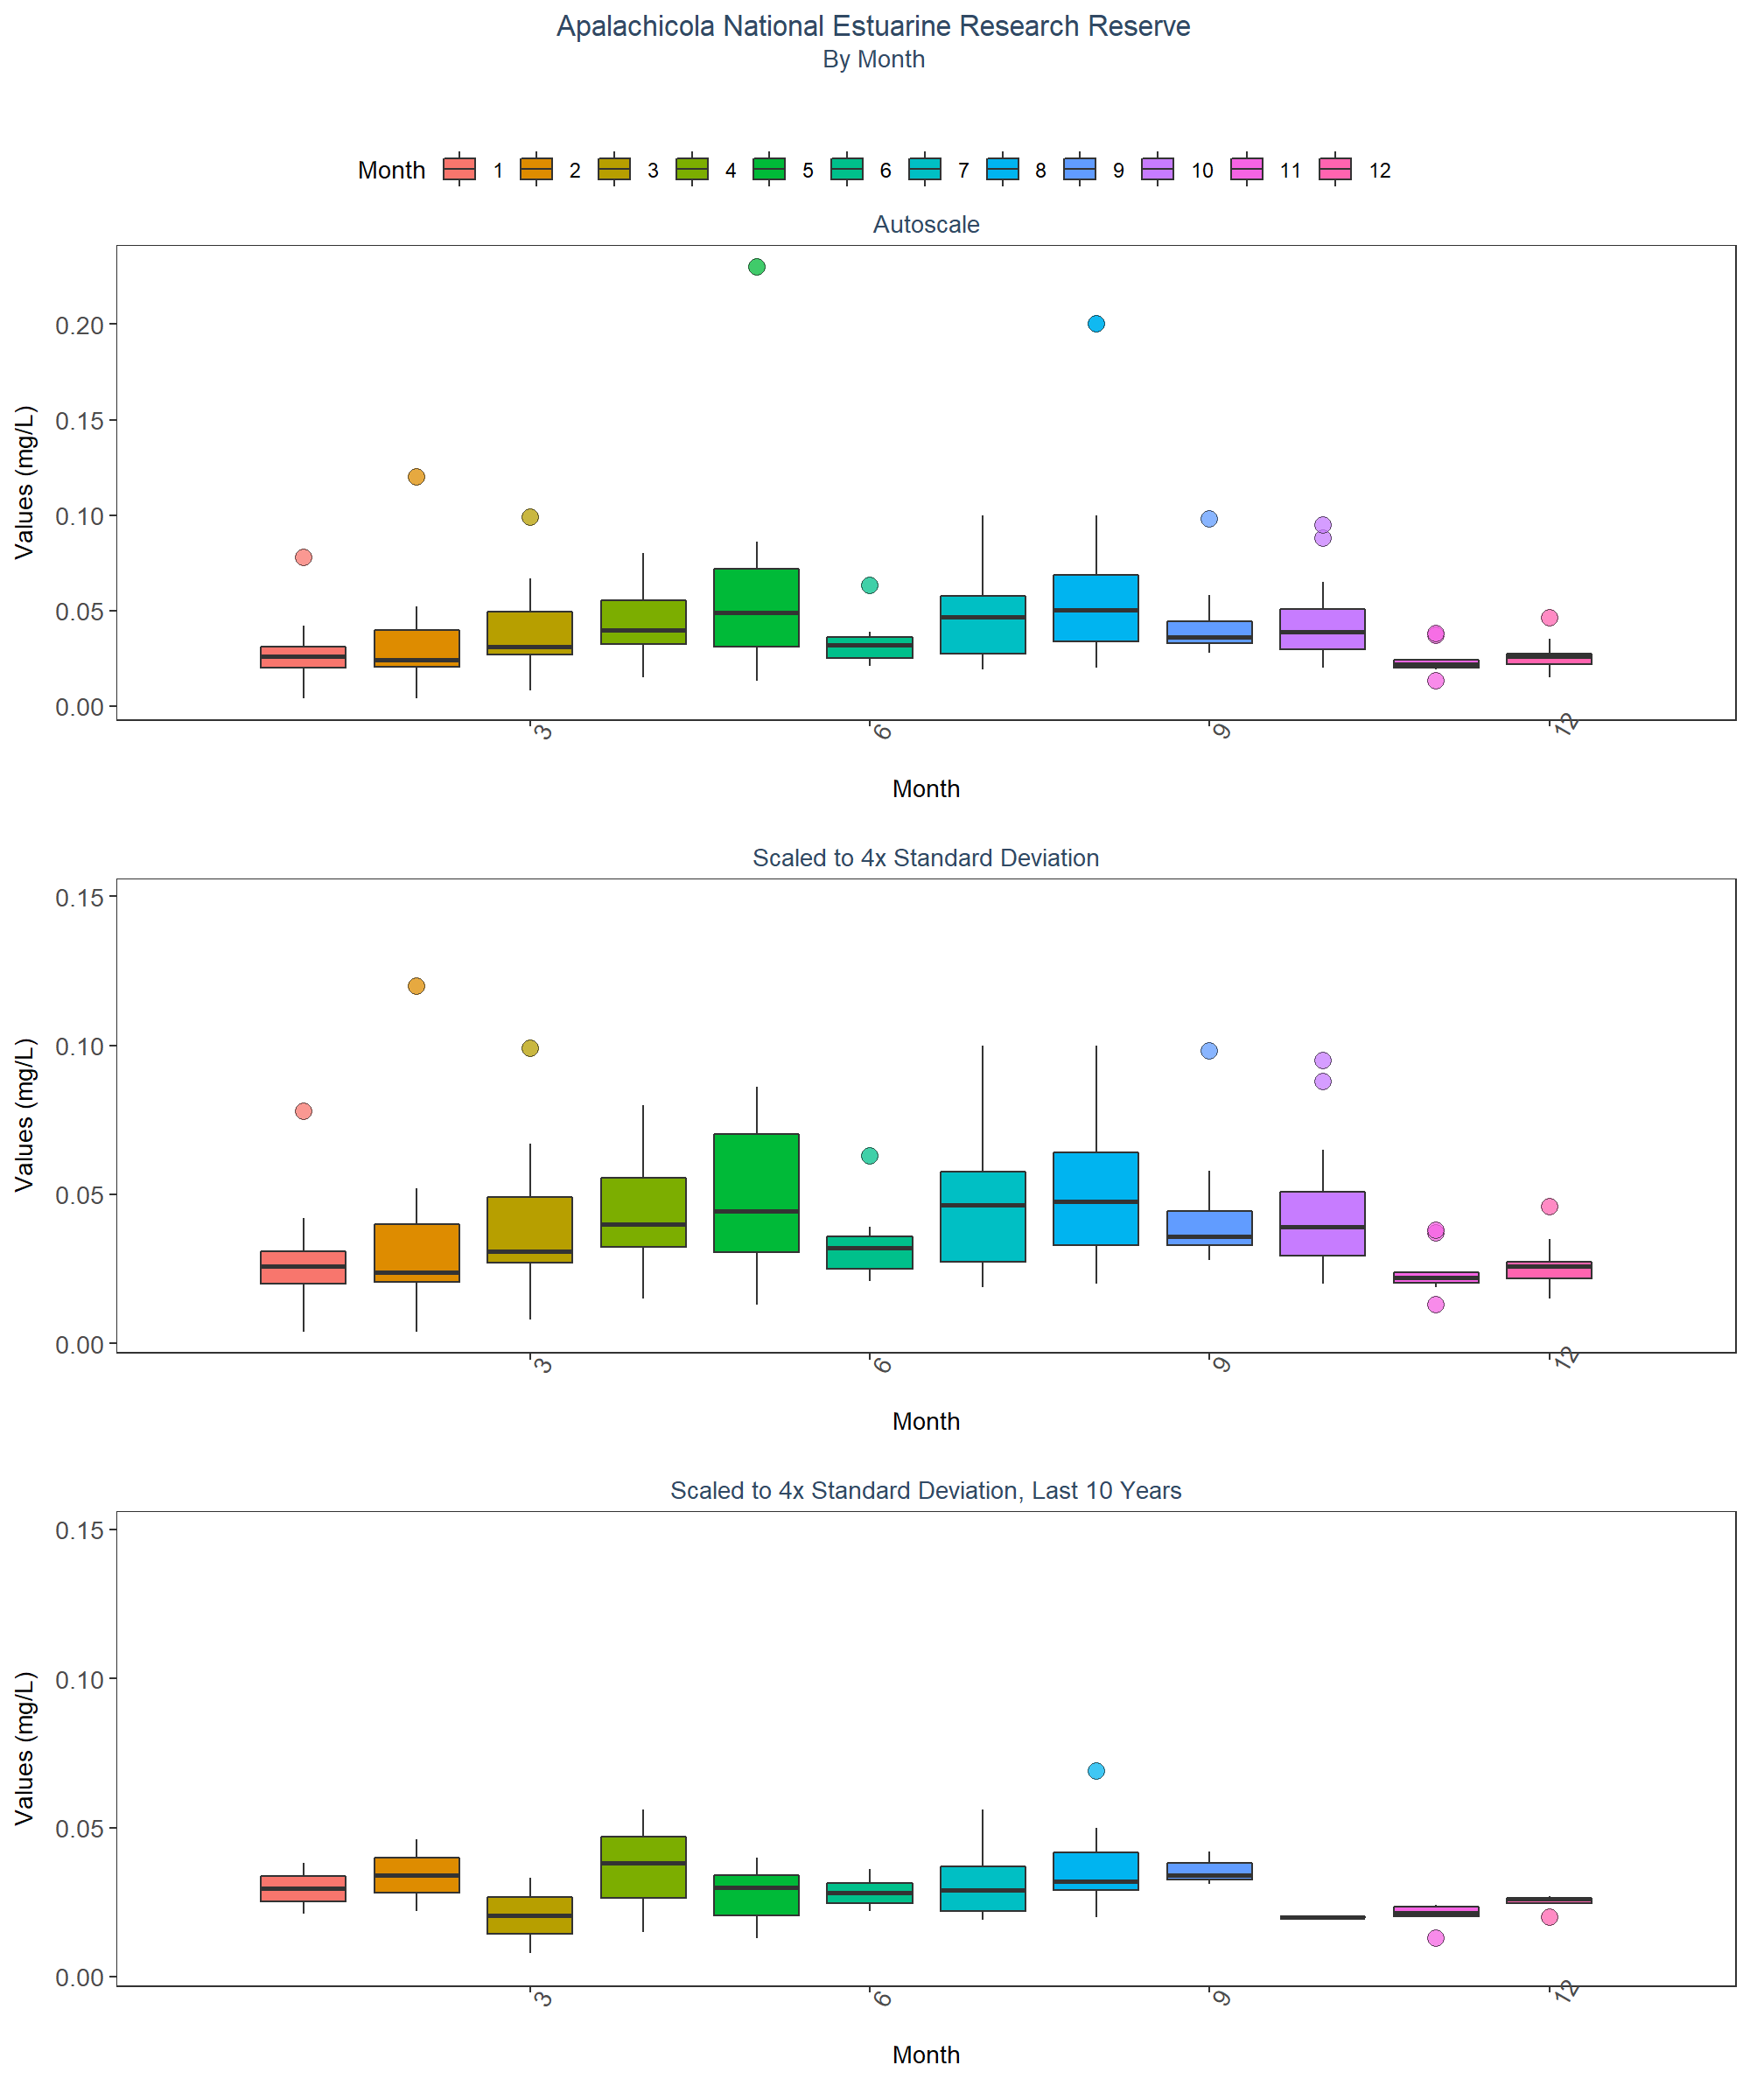 Apalachicola National Estuarine Research Reserve
By Month
Month 1 2 3 4 5 6 7 8 9 10 11 12
Autoscale
Values (mg/L)
0.20
0.15
0.10
0.05
0.00
3 6 9 12
Month
Scaled to 4x Standard Deviation
Values (mg/L)
0.15
0.10
0.05
0.00
3 6 9 12
Month
Scaled to 4x Standard Deviation, Last 10 Years
Values (mg/L)
0.15
0.10
0.05
0.00
3 6 9 12
Month